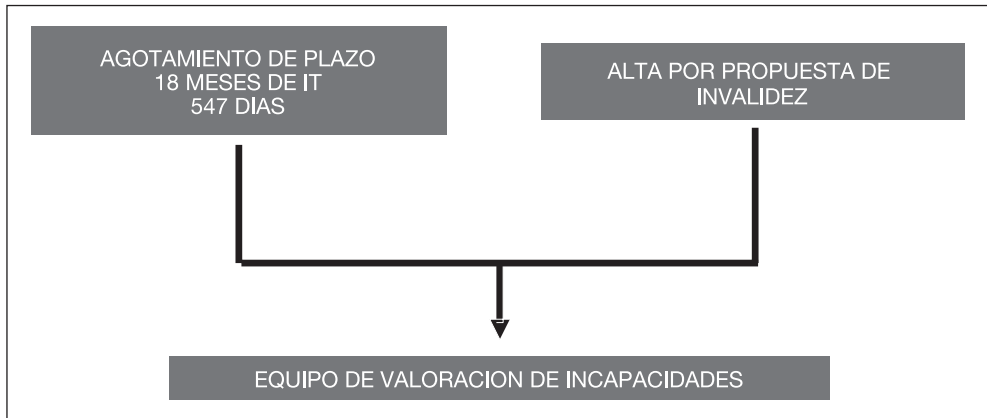 AGOTAMIENTO DE PLAZO
18 MESES DE IT
547 DIAS
ALTA POR PROPUESTA DE
INVALIDEZ
EQUIPO DE VALORACION DE INCAPACIDADES